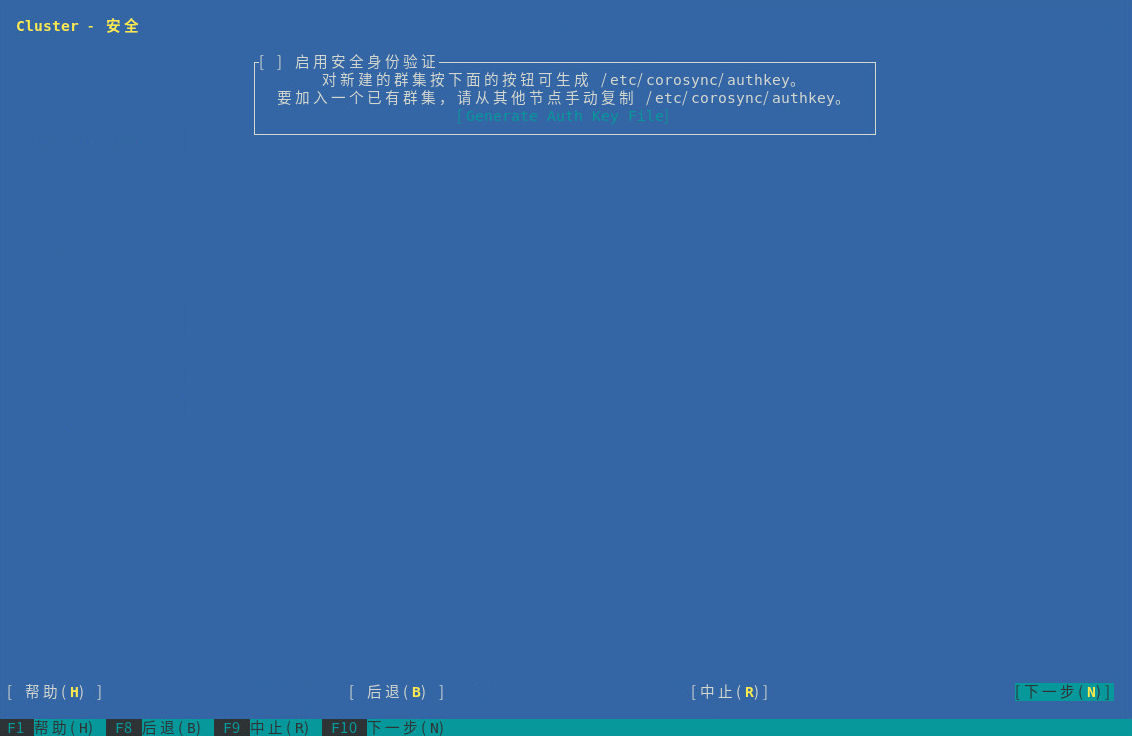 Cluster - 安全
[ ] 启用安全身份验证
对新建的群集按下面的按钮可生成 /etc/corosync/authkey。
要加入一个已有群集，请从其他节点手动复制 /etc/corosync/authkey。
[Generate Auth Key File]
[ 帮助(H) ] [ 后退(B) ] [中止(R)] [下一步(N)]
F1 帮助(H) F8 后退(B) F9 中止(R) F10 下一步(N)